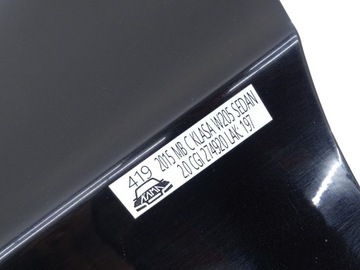 419
2015 MB C KLASA W205 SEDAN
2.0 CGI 274920 LAK 197